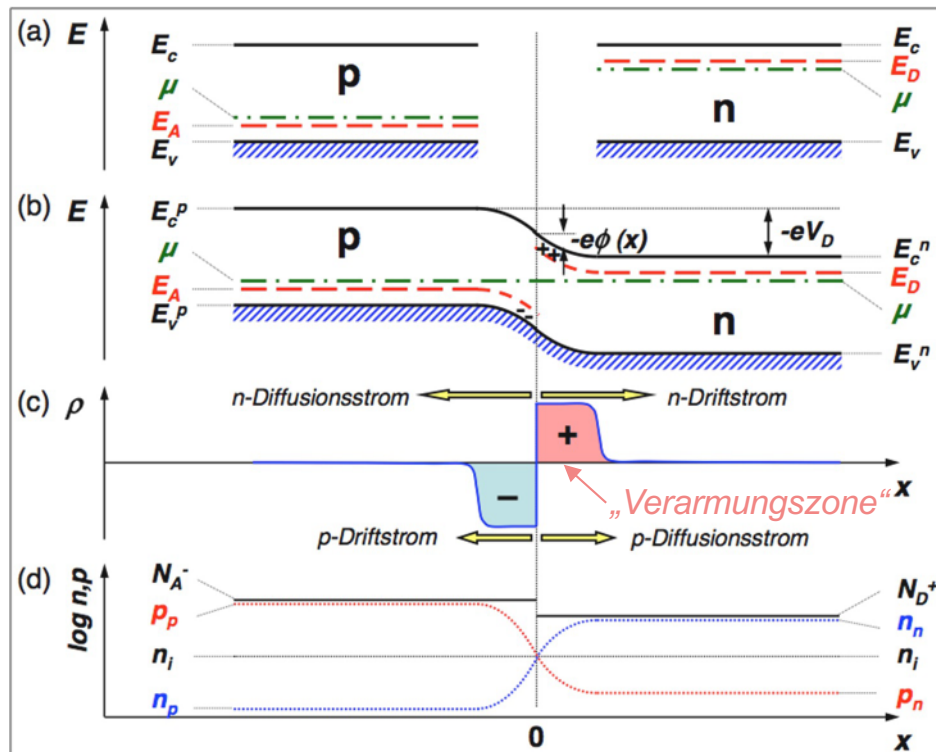 (a) E
E_c
μ
E_A
E_v
p
n
E_c
E_D
μ
E_v
(b) E
E_c^p
μ
E_A
E_v^p
p
n
++
--
-eϕ (x)
-eV_D
E_c^n
E_D
μ
E_v^n
(c) ρ
n-Diffusionsstrom
n-Driftstrom
+
−
x
„Verarmungszone“
p-Driftstrom
p-Diffusionsstrom
(d) log n,p
N_A^-
p_p
n_i
n_p
N_D^+
n_n
n_i
p_n
0
x